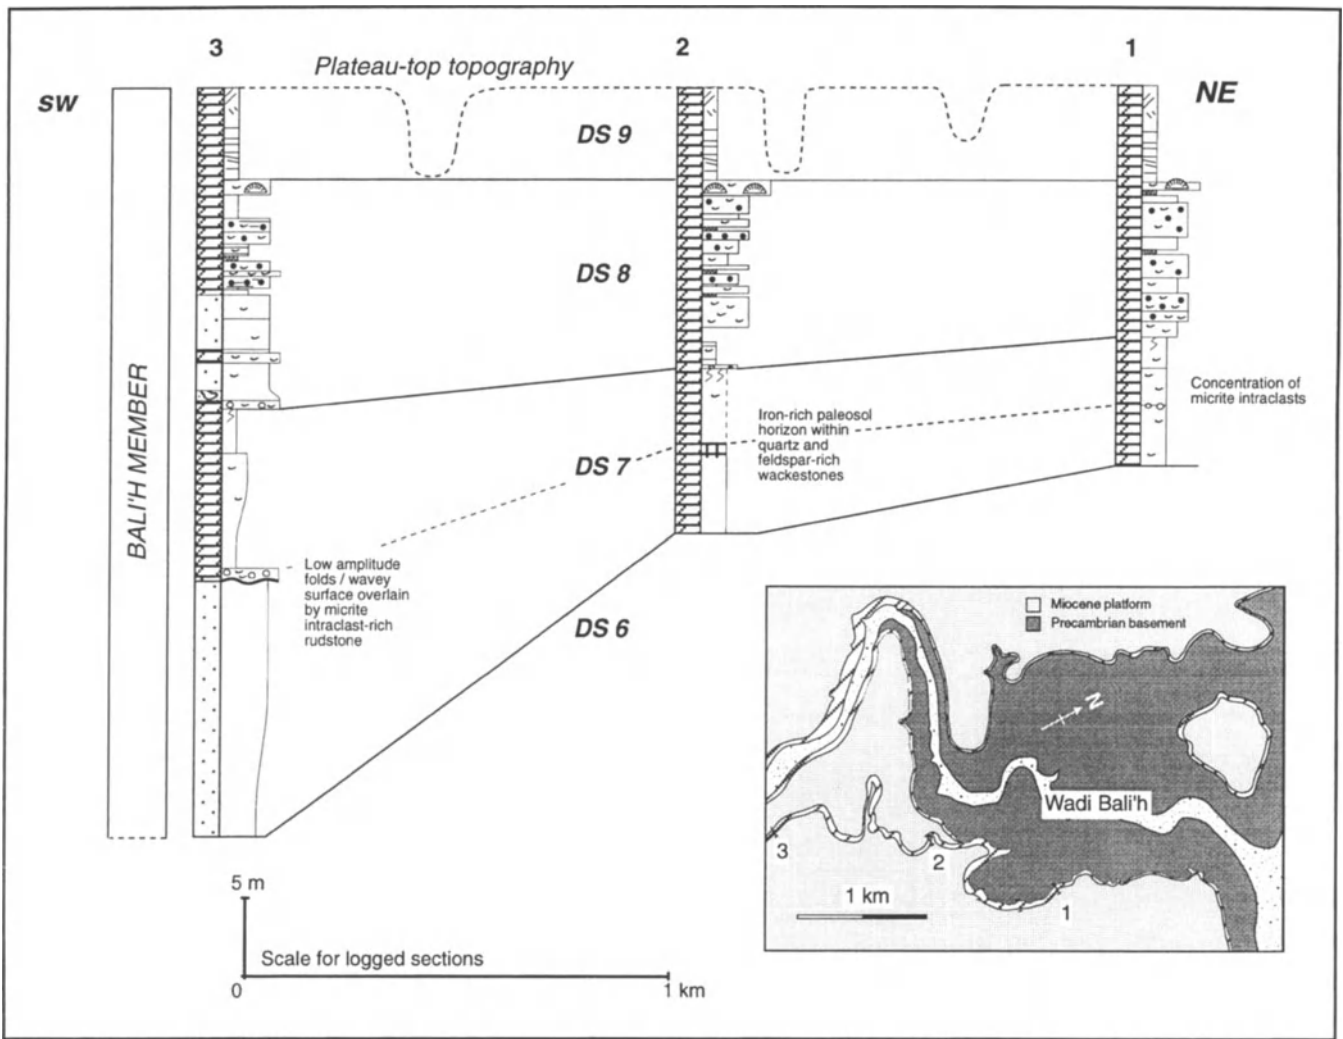 3
2
1
Plateau-top topography
SW
NE
DS 9
DS 8
BALI'H MEMBER
Concentration of
micrite intraclasts
Iron-rich paleosol
horizon within
quartz and
feldspar-rich
wackestones
DS 7
Low amplitude
folds / wavey
surface overlain
by micrite
intraclast-rich
rudstone
DS 6
Miocene platform
Precambrian basement
N
Wadi Bali'h
3
2
1
1 km
5 m
Scale for logged sections
0
1 km